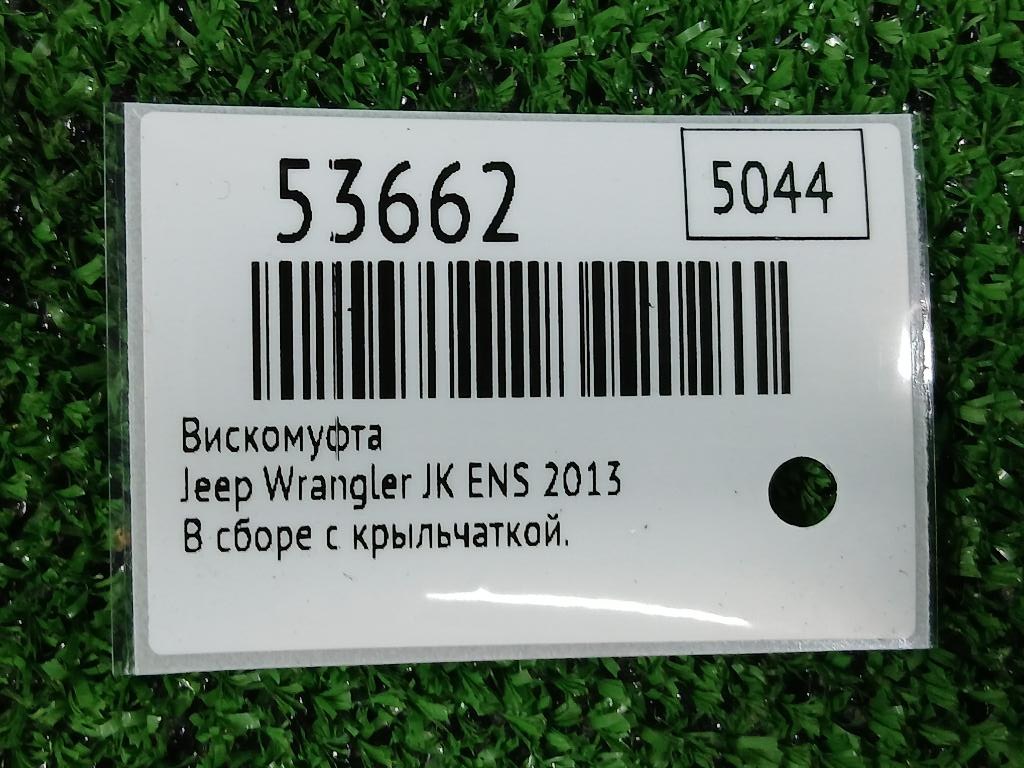 53662
5044
Вискомуфта
Jeep Wrangler JK ENS 2013
В сборе с крыльчаткой.